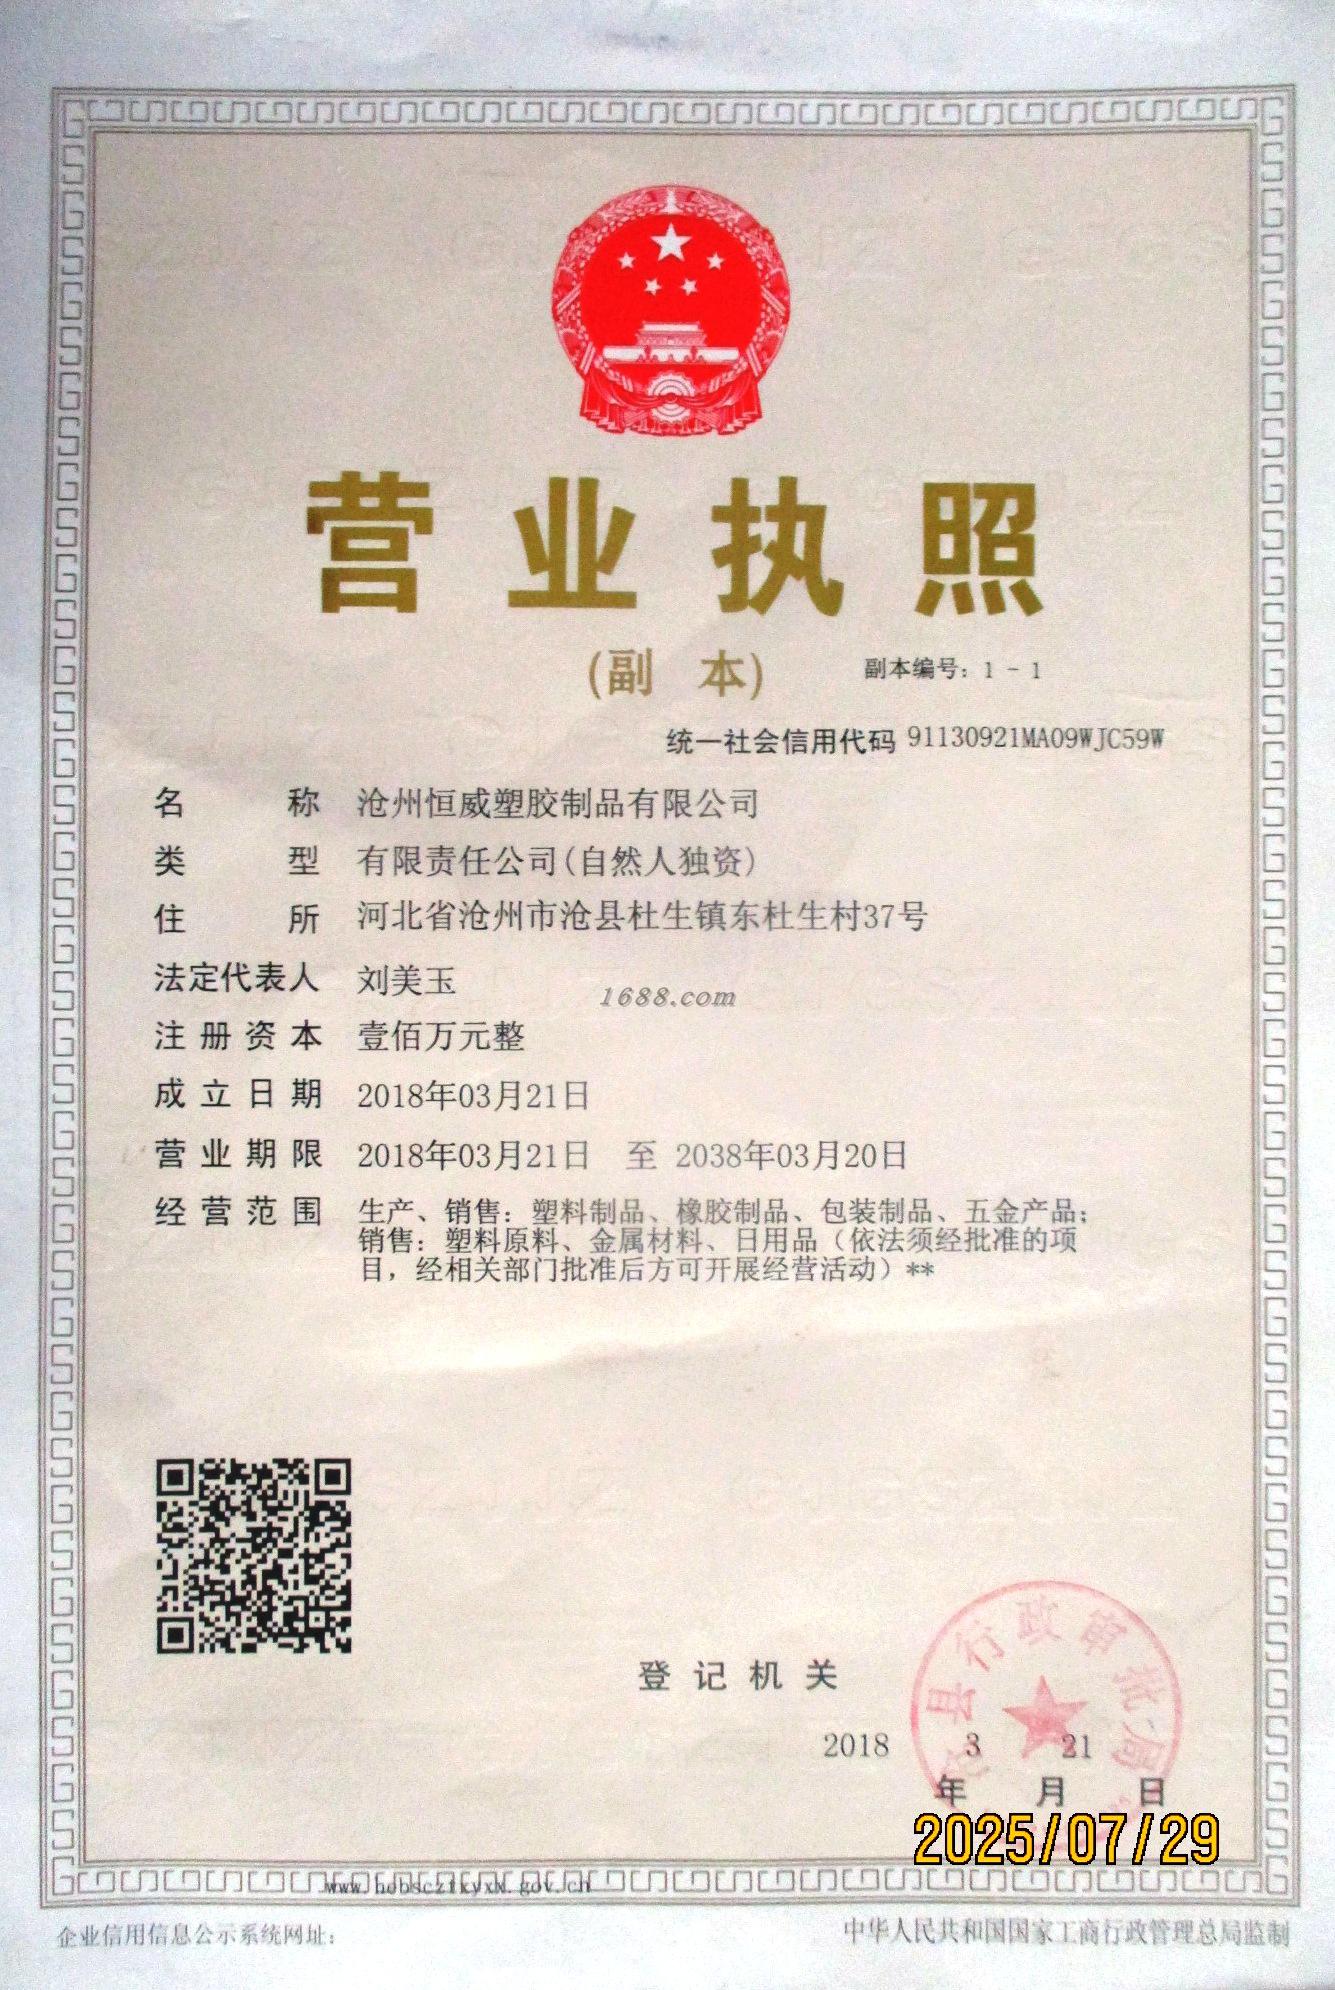 营业执照
(副 本)
副本编号：1 - 1
统一社会信用代码 91130921MA09WJC59W
名 称 沧州恒威塑胶制品有限公司
类 型 有限责任公司(自然人独资)
住 所 河北省沧州市沧县杜生镇东杜生村37号
法定代表人 刘美玉
1688.com
注 册 资 本 壹佰万元整
成 立 日 期 2018年03月21日
营 业 期 限 2018年03月21日 至 2038年03月20日
经 营 范 围 生产、销售：塑料制品、橡胶制品、包装制品、五金产品；
销售：塑料原料、金属材料、日用品（依法须经批准的项
目，经相关部门批准后方可开展经营活动）**
登 记 机 关
县行政审批局
2018 3 21
年 月 日
2025/07/29
企业信用信息公示系统网址：
中华人民共和国国家工商行政管理总局监制